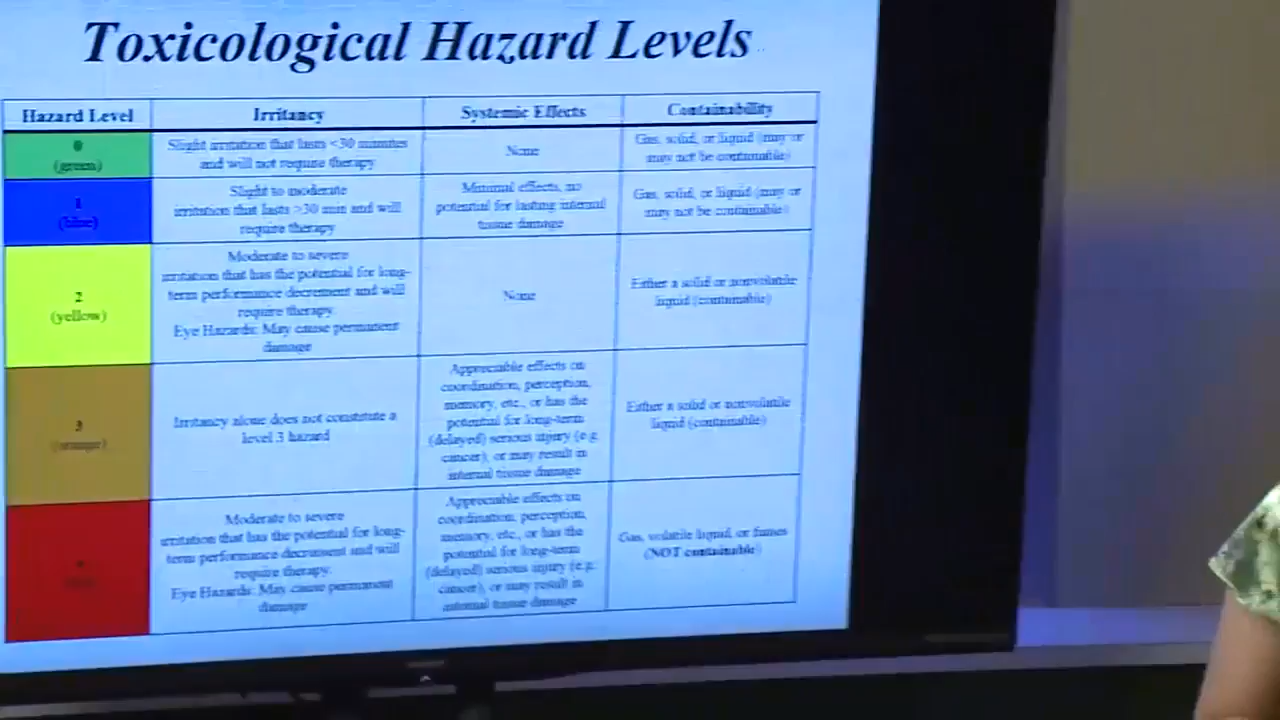 Toxicological Hazard Levels
Hazard Level Irritancy Systemic Effects Containability
0
(green)
Slight irritation that lasts <30 minutes
and will not require therapy
None
Gas, solid, or liquid (may or
may not be containable)
1
(blue)
Slight to moderate
irritation that lasts >30 min and will
require therapy
Minimal effects, no
potential for lasting internal
tissue damage
Gas, solid, or liquid (may or
may not be containable)
2
(yellow)
Moderate to severe
irritation that has the potential for long-
term performance decrement and will
require therapy
Eye Hazards: May cause permanent
damage
None
Either a solid or nonvolatile
liquid (containable)
3
(orange)
Irritancy alone does not constitute a
level 3 hazard
Appreciable effects on
coordination, perception,
memory, etc., or has the
potential for long-term
(delayed) serious injury (e.g.
cancer), or may result in
internal tissue damage
Either a solid or nonvolatile
liquid (containable)
Moderate to severe
irritation that has the potential for long-
term performance decrement and will
require therapy.
Eye Hazards: May cause permanent
damage
Appreciable effects on
coordination, perception,
memory, etc., or has the
potential for long-term
(delayed) serious injury (e.g.
cancer), or may result in
internal tissue damage
Gas, volatile liquid, or fumes
(NOT containable)